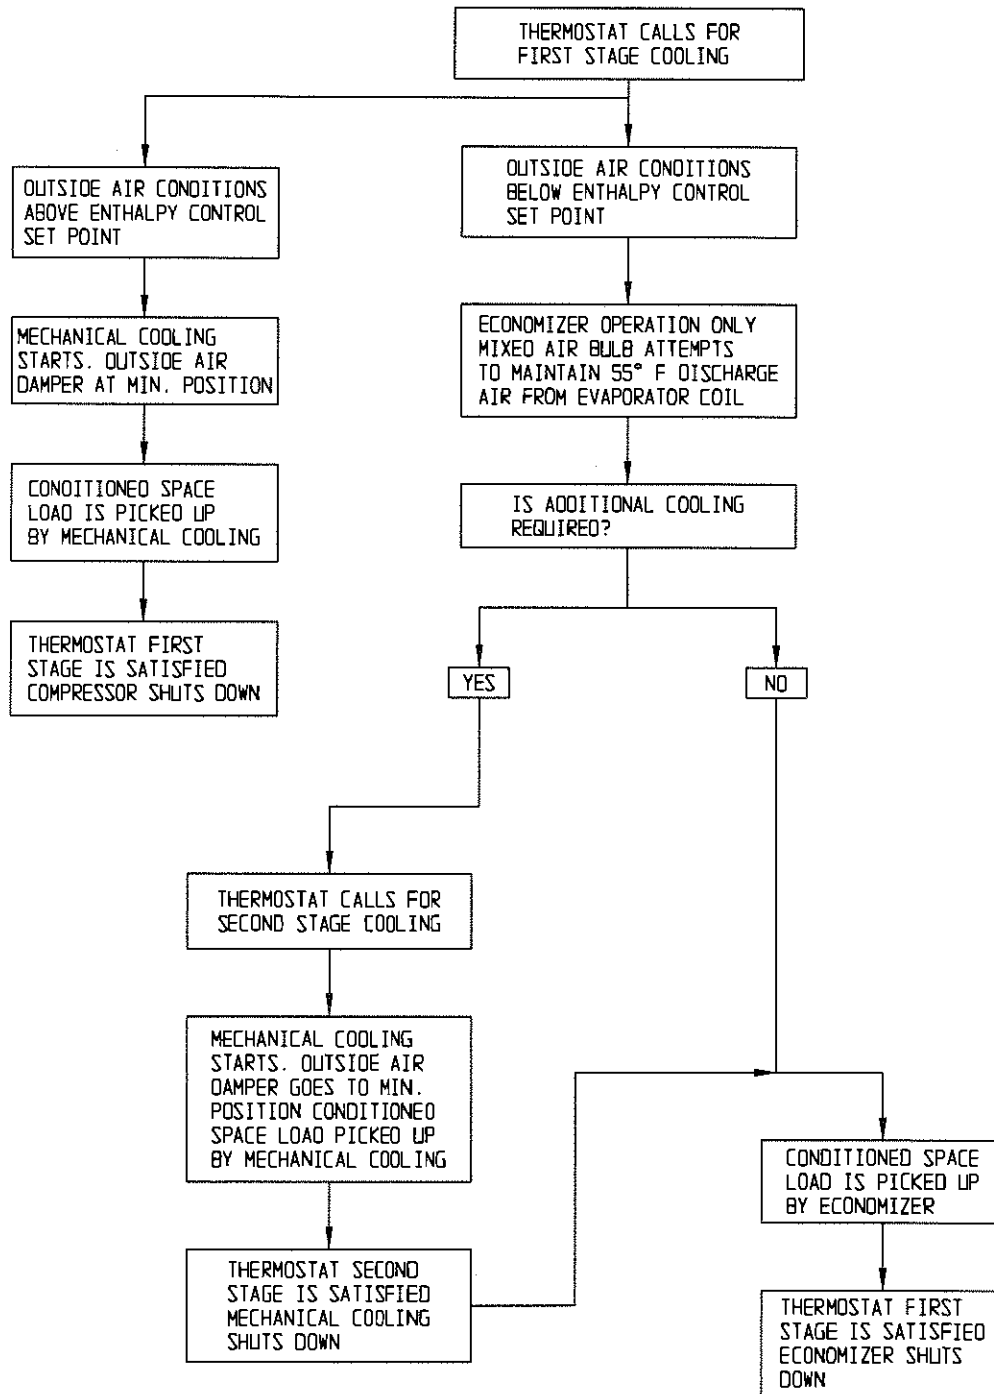 THERMOSTAT CALLS FOR
FIRST STAGE COOLING
OUTSIDE AIR CONDITIONS
ABOVE ENTHALPY CONTROL
SET POINT
OUTSIDE AIR CONDITIONS
BELOW ENTHALPY CONTROL
SET POINT
MECHANICAL COOLING
STARTS. OUTSIDE AIR
DAMPER AT MIN. POSITION
ECONOMIZER OPERATION ONLY
MIXED AIR BULB ATTEMPTS
TO MAINTAIN 55° F DISCHARGE
AIR FROM EVAPORATOR COIL
CONDITIONED SPACE
LOAD IS PICKED UP
BY MECHANICAL COOLING
IS ADDITIONAL COOLING
REQUIRED?
THERMOSTAT FIRST
STAGE IS SATISFIED
COMPRESSOR SHUTS DOWN
YES
NO
THERMOSTAT CALLS FOR
SECOND STAGE COOLING
MECHANICAL COOLING
STARTS. OUTSIDE AIR
DAMPER GOES TO MIN.
POSITION CONDITIONED
SPACE LOAD PICKED UP
BY MECHANICAL COOLING
THERMOSTAT SECOND
STAGE IS SATISFIED
MECHANICAL COOLING
SHUTS DOWN
CONDITIONED SPACE
LOAD IS PICKED UP
BY ECONOMIZER
THERMOSTAT FIRST
STAGE IS SATISFIED
ECONOMIZER SHUTS
DOWN